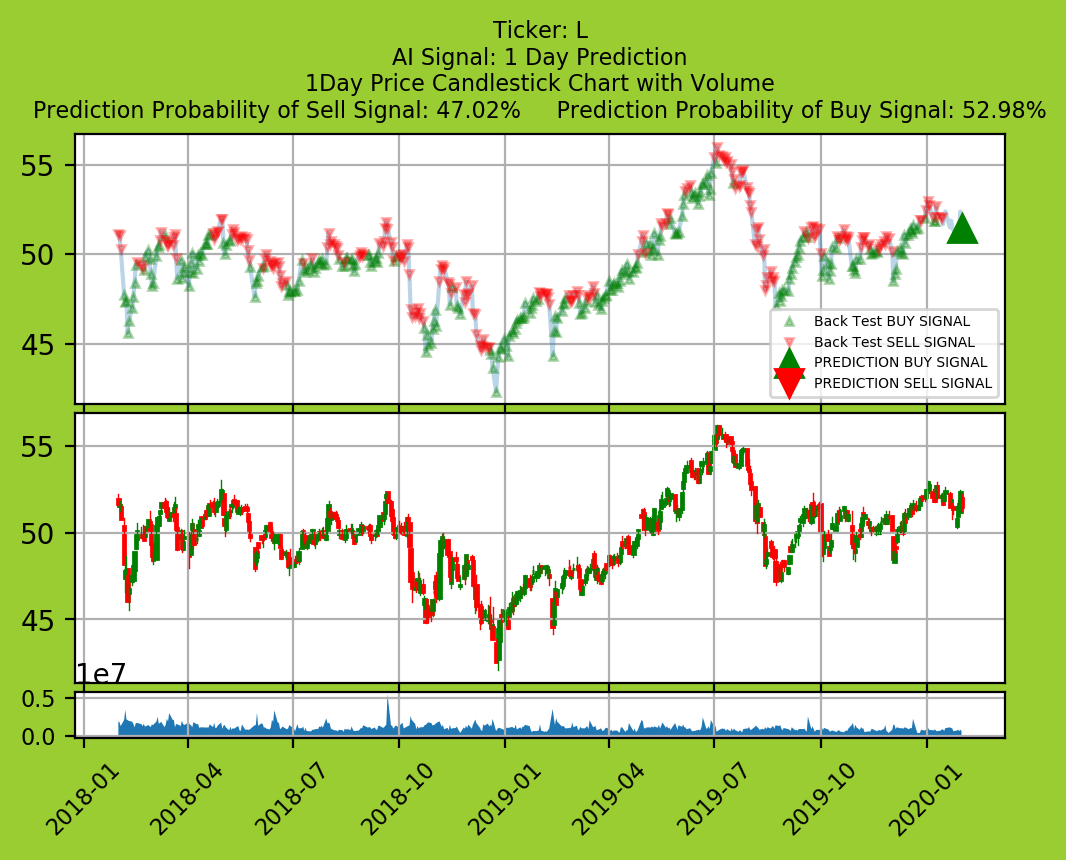 Ticker: L
AI Signal: 1 Day Prediction
1Day Price Candlestick Chart with Volume
Prediction Probability of Sell Signal: 47.02%     Prediction Probability of Buy Signal: 52.98%
55
50
45
Back Test BUY SIGNAL
Back Test SELL SIGNAL
PREDICTION BUY SIGNAL
PREDICTION SELL SIGNAL
55
50
45
1e7
0.5
0.0
2018-01 2018-04 2018-07 2018-10 2019-01 2019-04 2019-07 2019-10 2020-01